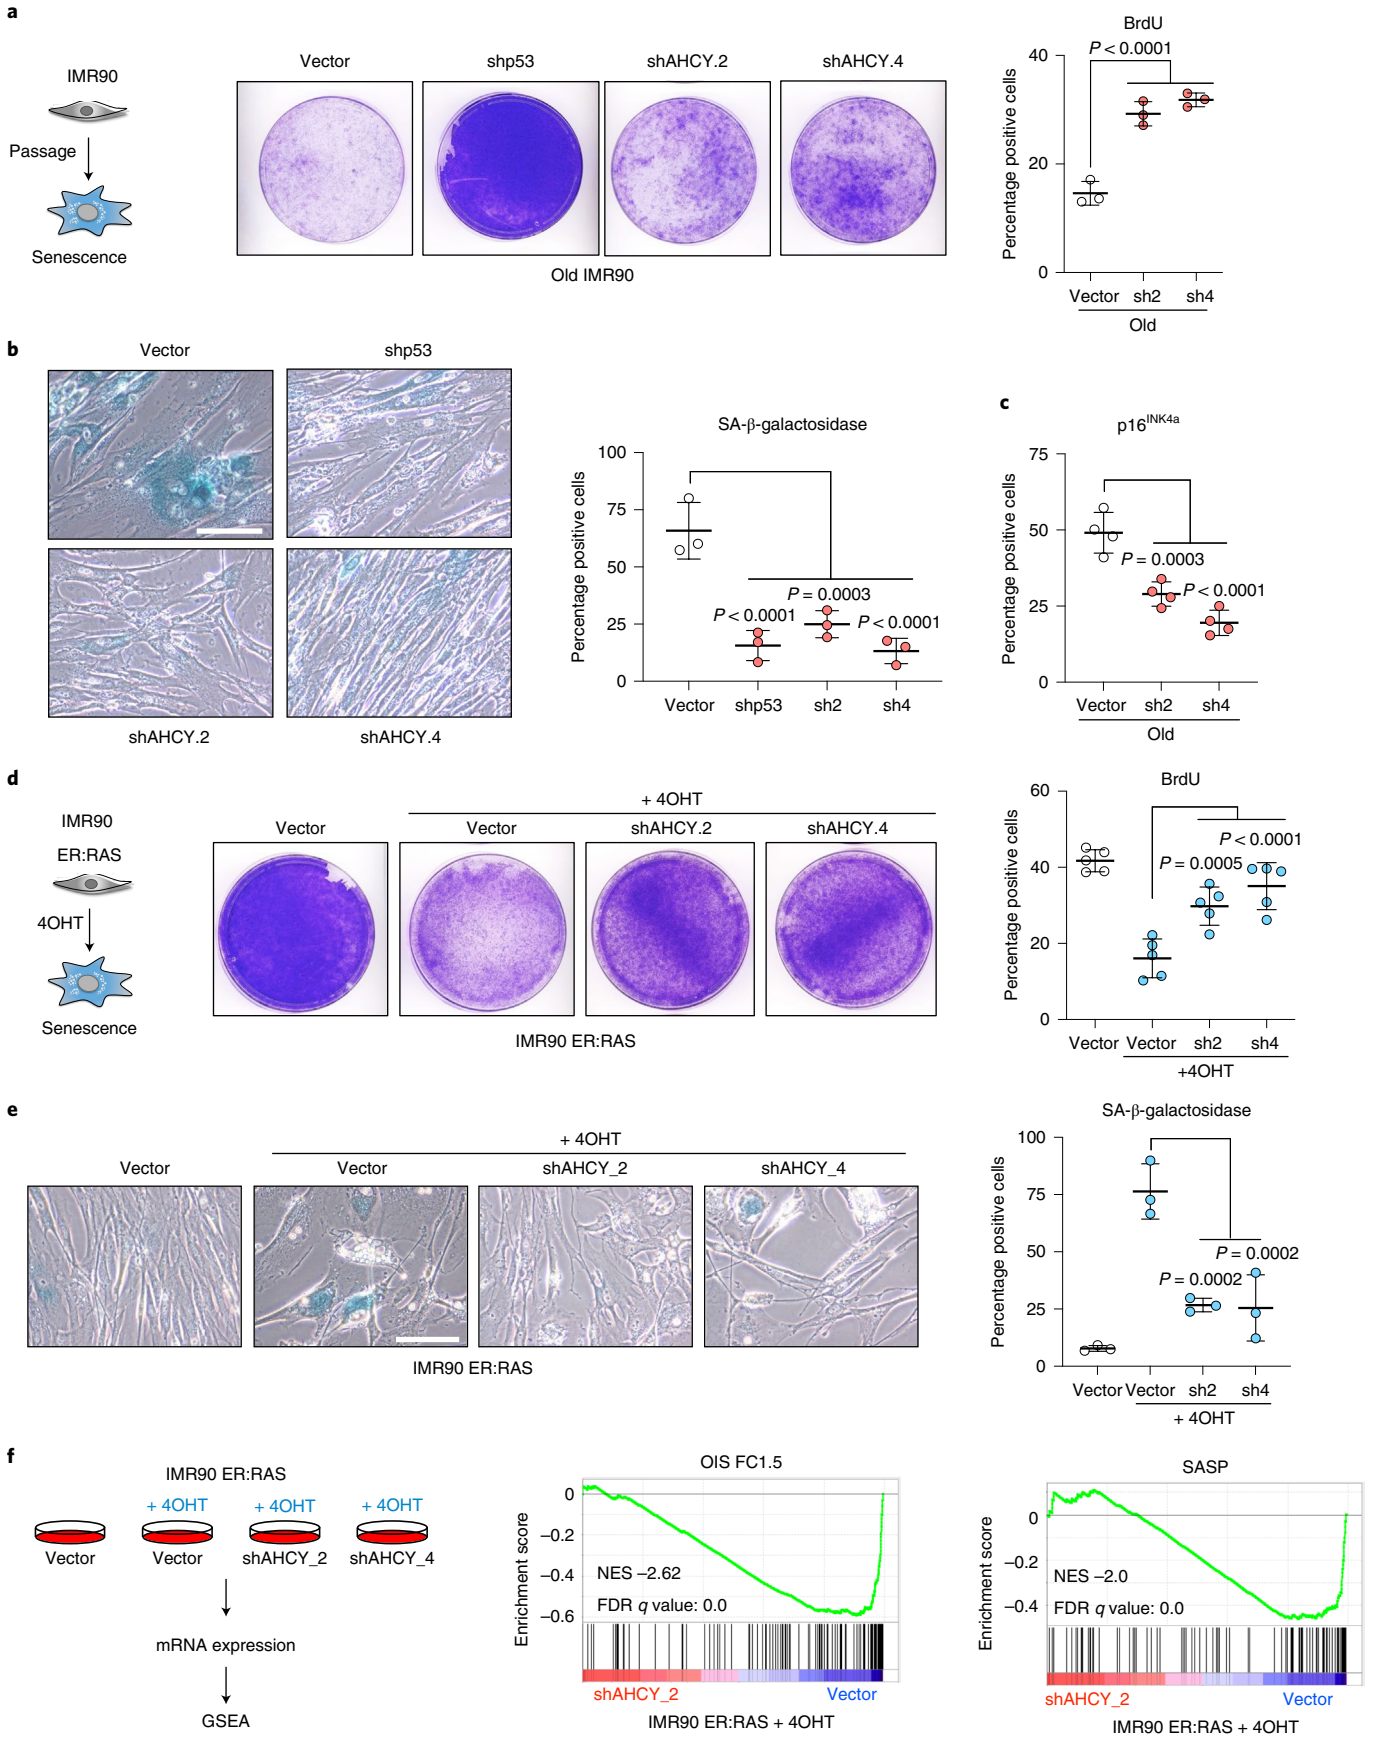 a
IMR90
Passage
Senescence
Vector
shp53
shAHCY.2
shAHCY.4
Old IMR90
BrdU
P < 0.0001
Percentage positive cells
40
20
0
Vector
sh2
sh4
Old
b
Vector
shp53
shAHCY.2
shAHCY.4
SA-β-galactosidase
Percentage positive cells
100
75
50
25
0
P < 0.0001
P = 0.0003
P < 0.0001
Vector
shp53
sh2
sh4
c
p16INK4a
Percentage positive cells
75
50
25
0
P = 0.0003
P < 0.0001
Vector
sh2
sh4
Old
d
IMR90
ER:RAS
4OHT
Senescence
+ 4OHT
Vector
Vector
shAHCY.2
shAHCY.4
IMR90 ER:RAS
BrdU
Percentage positive cells
60
40
20
0
P < 0.0001
P = 0.0005
Vector
Vector
sh2
sh4
+4OHT
e
+ 4OHT
Vector
Vector
shAHCY_2
shAHCY_4
IMR90 ER:RAS
SA-β-galactosidase
Percentage positive cells
100
75
50
25
0
P = 0.0002
P = 0.0002
Vector
Vector
sh2
sh4
+ 4OHT
f
IMR90 ER:RAS
+ 4OHT
+ 4OHT
+ 4OHT
Vector
Vector
shAHCY_2
shAHCY_4
mRNA expression
GSEA
OIS FC1.5
Enrichment score
0
–0.2
–0.4
–0.6
NES –2.62
FDR q value: 0.0
shAHCY_2
Vector
IMR90 ER:RAS + 4OHT
SASP
Enrichment score
0
–0.2
–0.4
NES –2.0
FDR q value: 0.0
shAHCY_2
Vector
IMR90 ER:RAS + 4OHT